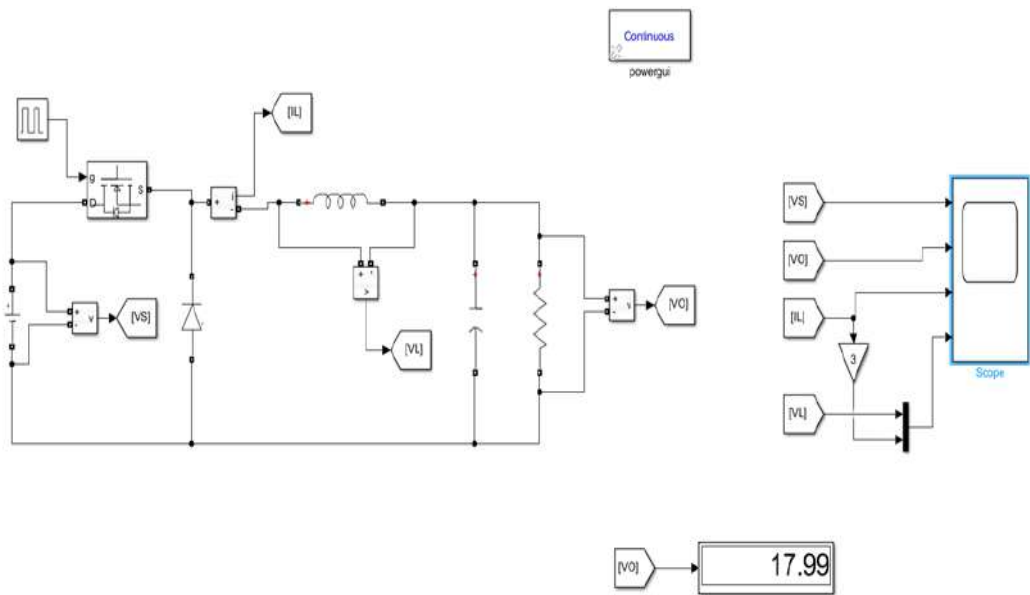 Continuous
powergui
[IL]
g
D
S
+
i
-
[VS]
[VO]
[IL]
[VL]
3
Scope
+
-
v
[VS]
+
-
v
[VL]
+
-
v
[VO]
[VO]
17.99